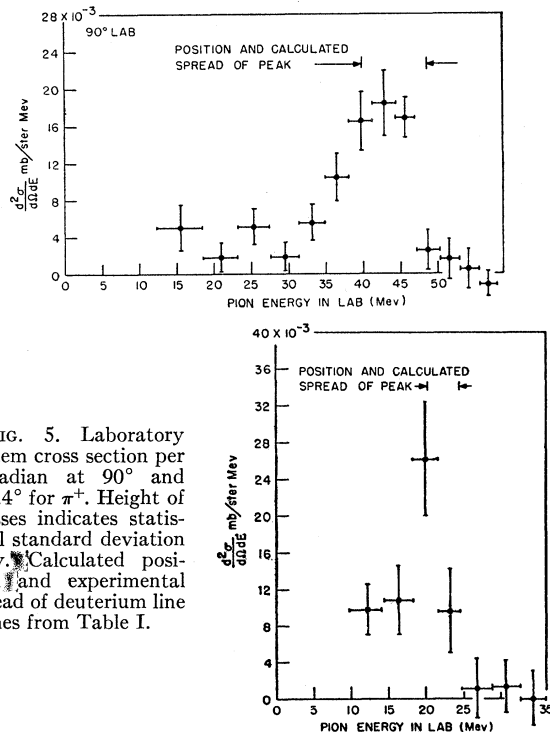 28 X 10⁻³
90° LAB
POSITION AND CALCULATED
SPREAD OF PEAK
24
20
16
12
8
4
0
d²σ/dΩdE mb/ster Mev
0 5 10 15 20 25 30 35 40 45 50
PION ENERGY IN LAB (Mev)
40 X 10⁻³
POSITION AND CALCULATED
SPREAD OF PEAK
36
32
28
24
20
16
12
8
4
0
d²σ/dΩdE mb/ster Mev
0 5 10 15 20 25 30 35
PION ENERGY IN LAB (Mev)
IG. 5. Laboratory
em cross section per
adian at 90° and
4° for π⁺. Height of
ses indicates statis-
l standard deviation
y. Calculated posi-
and experimental
ead of deuterium line
nes from Table I.